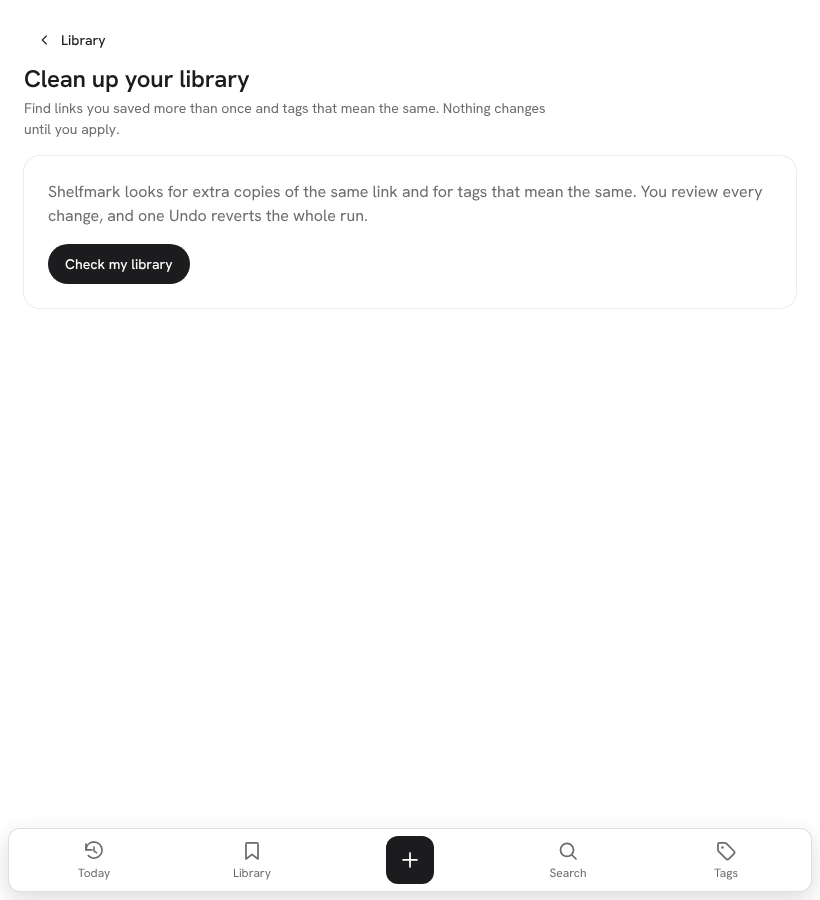 Library
Clean up your library
Find links you saved more than once and tags that mean the same. Nothing changes
until you apply.
Shelfmark looks for extra copies of the same link and for tags that mean the same. You review every
change, and one Undo reverts the whole run.
Check my library
Today
Library
Search
Tags